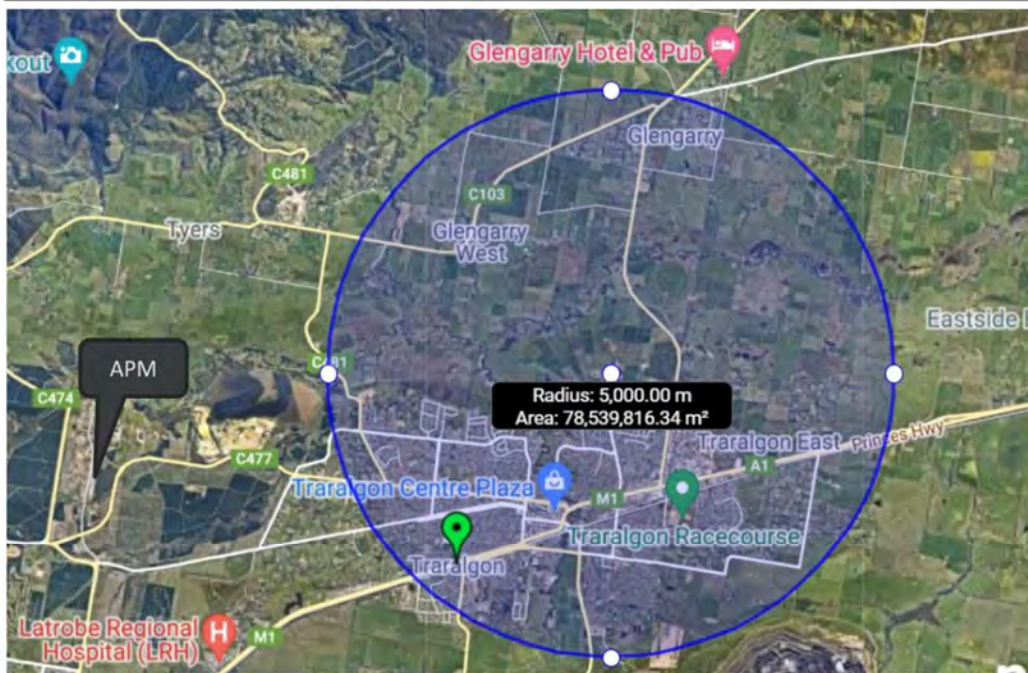 kout
Glengarry Hotel & Pub
Glengarry
C481
C103
Tyers
Glengarry
West
Eastside
C481
APM
Radius: 5,000.00 m
Area: 78,539,816.34 m²
C474
Traralgon East
Princes Hwy
A1
C477
Traralgon Centre Plaza
M1
Traralgon Racecourse
Traralgon
Latrobe Regional
Hospital (LRH)
H
M1